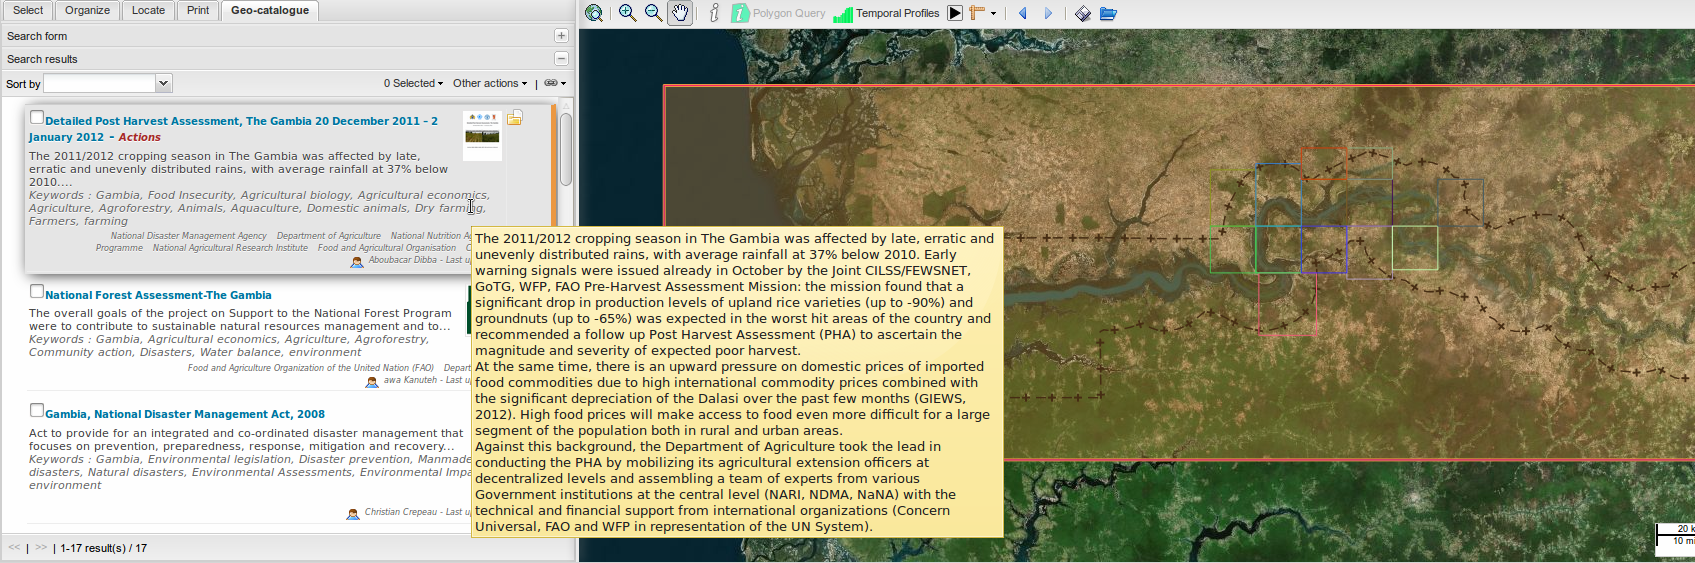 Select Organize Locate Print Geo-catalogue
Polygon Query Temporal Profiles
Search form
Search results
Sort by 0 Selected Other actions |
Detailed Post Harvest Assessment, The Gambia 20 December 2011 - 2
January 2012 - Actions
The 2011/2012 cropping season in The Gambia was affected by late,
erratic and unevenly distributed rains, with average rainfall at 37% below
2010....
Keywords : Gambia, Food Insecurity, Agricultural biology, Agricultural economics,
Agriculture, Agroforestry, Animals, Aquaculture, Domestic animals, Dry farming,
Farmers, farming
National Disaster Management Agency Department of Agriculture National Nutrition
Programme National Agricultural Research Institute Food and Agricultural Organisation
Aboubacar Dibba - Last
National Forest Assessment-The Gambia
The overall goals of the project on Support to the National Forest Program
were to contribute to sustainable natural resources management and to...
Keywords : Gambia, Agricultural economics, Agriculture, Agroforestry,
Community action, Disasters, Water balance, environment
Food and Agriculture Organization of the United Nation (FAO)
awa Kanuteh - Last
Gambia, National Disaster Management Act, 2008
Act to provide for an integrated and co-ordinated disaster management that
focuses on prevention, preparedness, response, mitigation and recovery...
Keywords : Gambia, Environmental legislation, Disaster prevention, Manmade
disasters, Natural disasters, Environmental Assessments, Environmental
environment
Christian Crepeau - Last
<< | >> | 1-17 result(s) / 17
The 2011/2012 cropping season in The Gambia was affected by late, erratic and
unevenly distributed rains, with average rainfall at 37% below 2010. Early
warning signals were issued already in October by the Joint CILSS/FEWSNET,
GoTG, WFP, FAO Pre-Harvest Assessment Mission: the mission found that a
significant drop in production levels of upland rice varieties (up to -90%) and
groundnuts (up to -65%) was expected in the worst hit areas of the country and
recommended a follow up Post Harvest Assessment (PHA) to ascertain the
magnitude and severity of expected poor harvest.
At the same time, there is an upward pressure on domestic prices of imported
food commodities due to high international commodity prices combined with
the significant depreciation of the Dalasi over the past few months (GIEWS,
2012). High food prices will make access to food even more difficult for a large
segment of the population both in rural and urban areas.
Against this background, the Department of Agriculture took the lead in
conducting the PHA by mobilizing its agricultural extension officers at
decentralized levels and assembling a team of experts from various
Government institutions at the central level (NARI, NDMA, NaNA) with the
technical and financial support from international organizations (Concern
Universal, FAO and WFP in representation of the UN System).
20
10